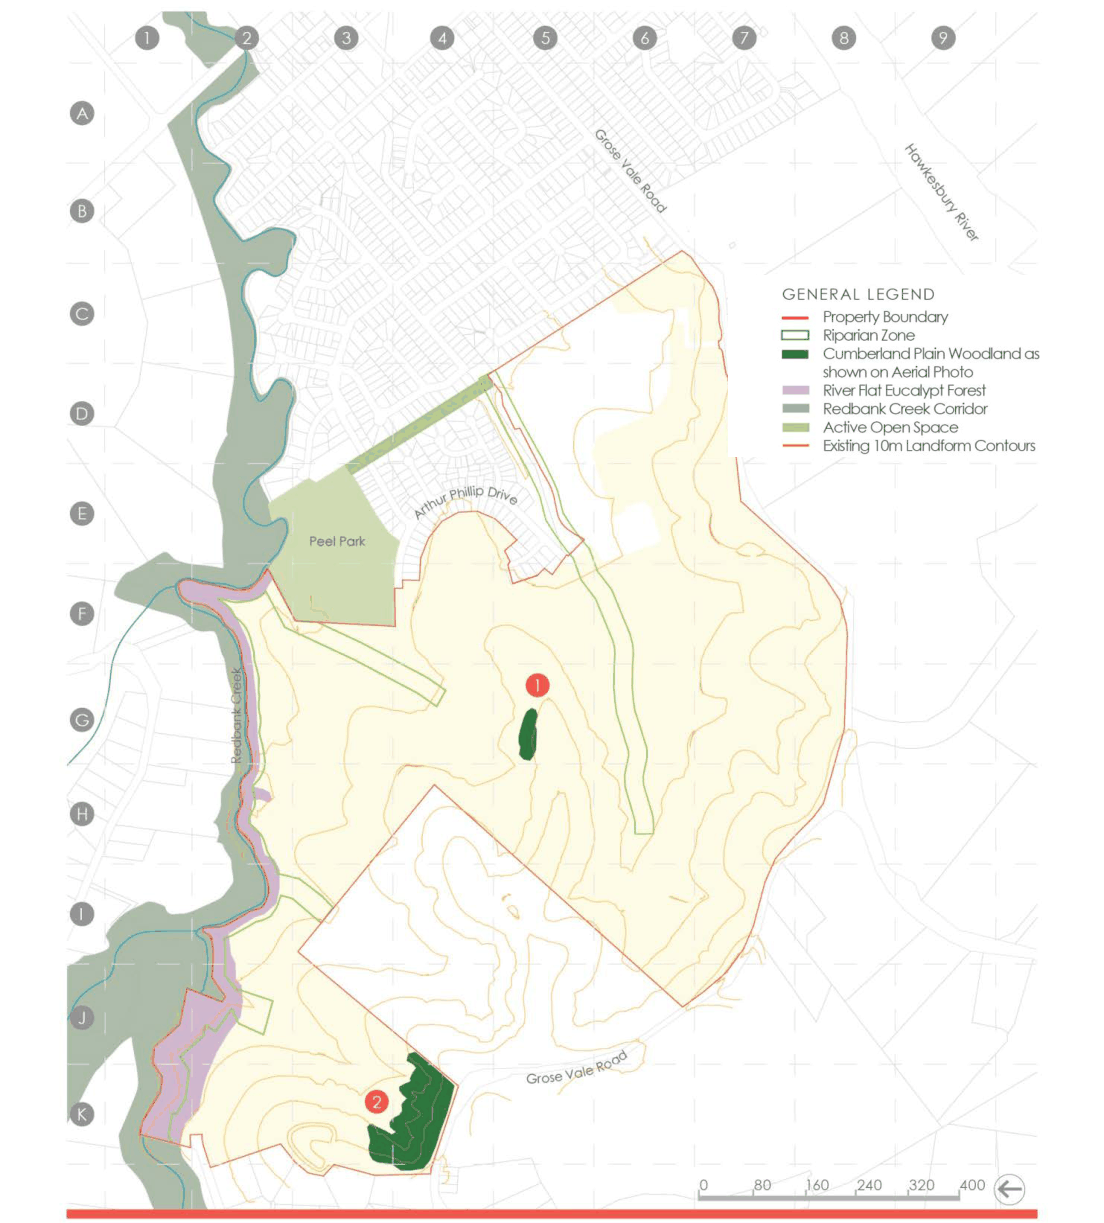 1 2 3 4 5 6 7 8 9
A
Grose Vale Road
Hawkesbury River
B
C
GENERAL LEGEND
Property Boundary
Riparian Zone
Cumberland Plain Woodland as
shown on Aerial Photo
River Flat Eucalypt Forest
Redbank Creek Corridor
Active Open Space
Existing 10m Landform Contours
D
E
Arthur Phillip Drive
Peel Park
F
Redbank Creek
G
1
H
I
J
Grose Vale Road
K
2
0 80 160 240 320 400